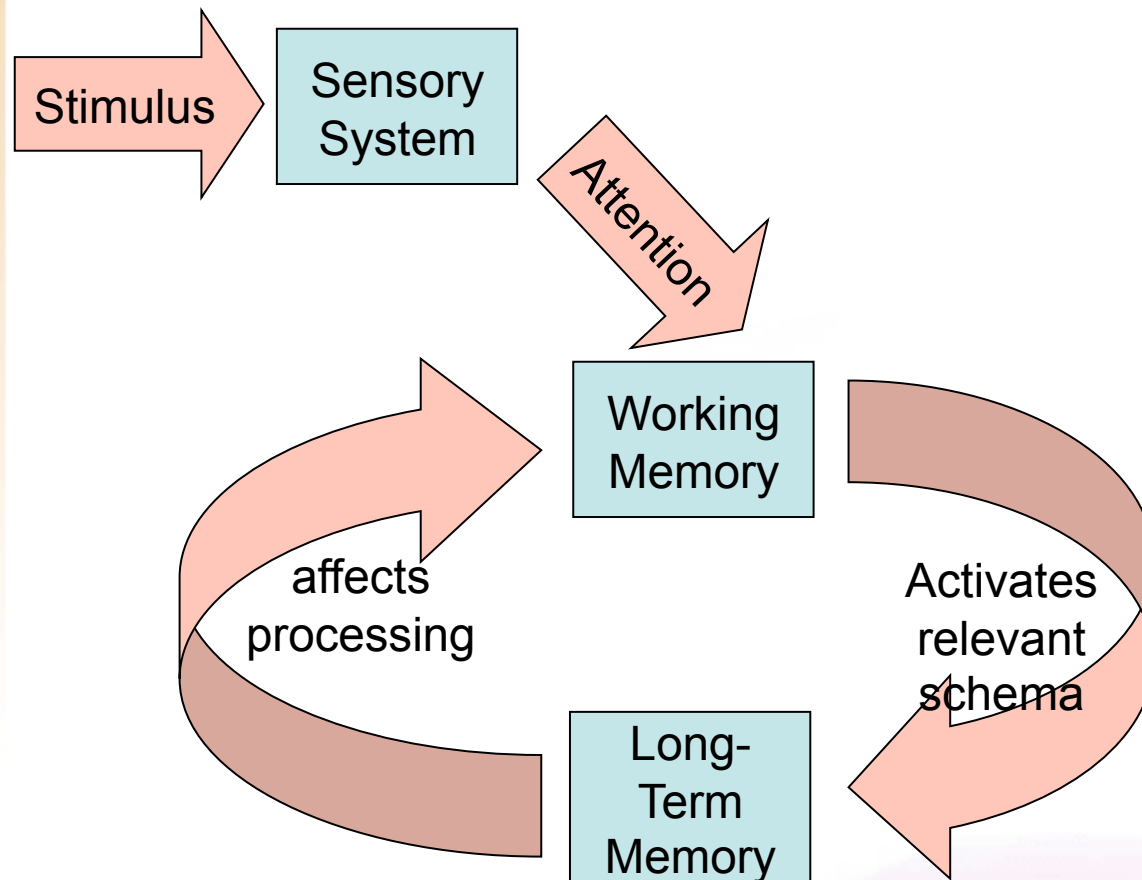 Stimulus
Sensory
System
Attention
Working
Memory
affects
processing
Activates
relevant
schema
Long-
Term
Memory